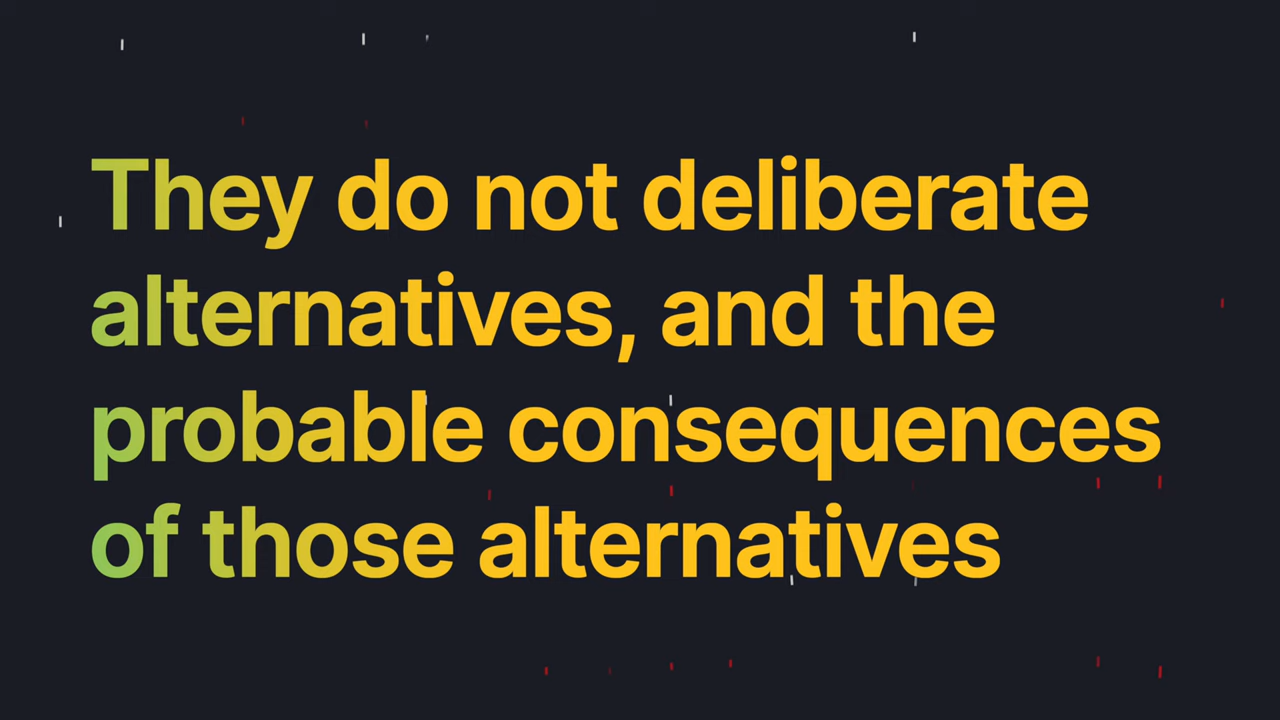 They do not deliberate
alternatives, and the
probable consequences
of those alternatives